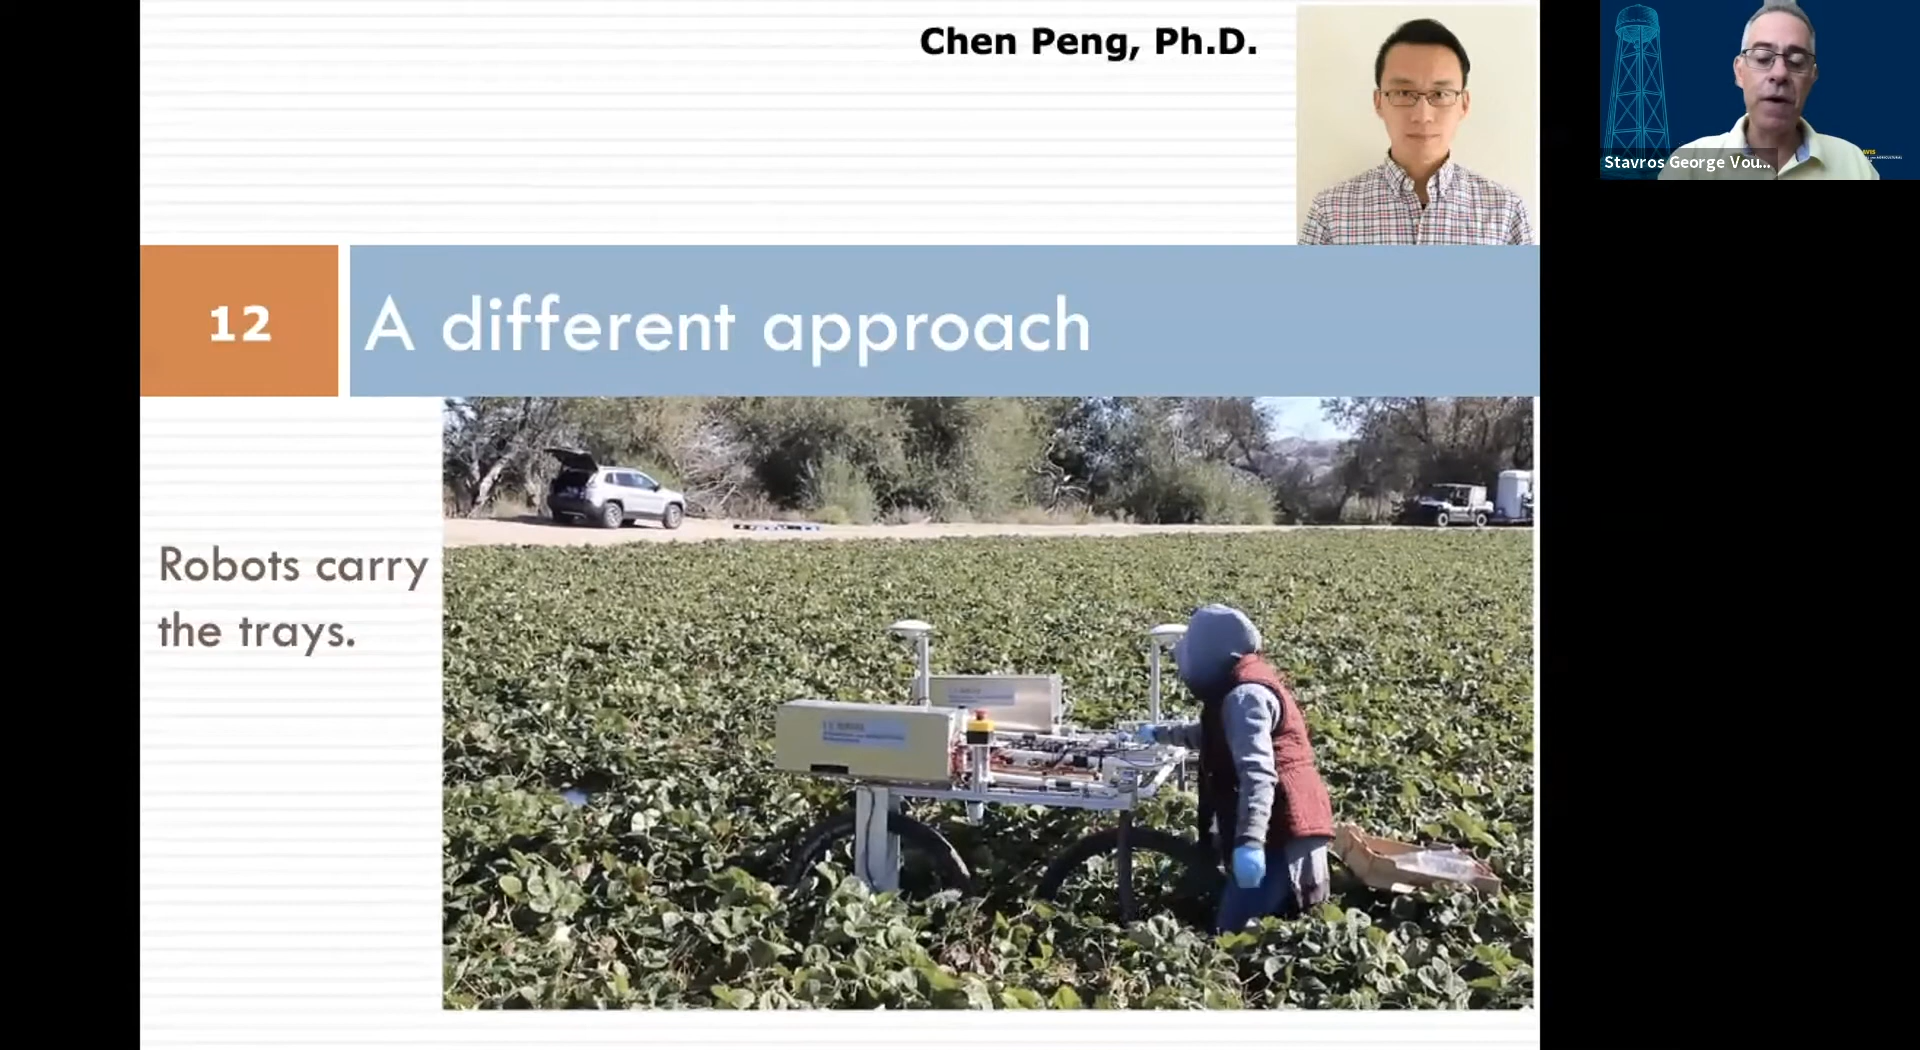 Chen Peng, Ph.D.
Stavros George Vou...
12
A different approach
Robots carry
the trays.